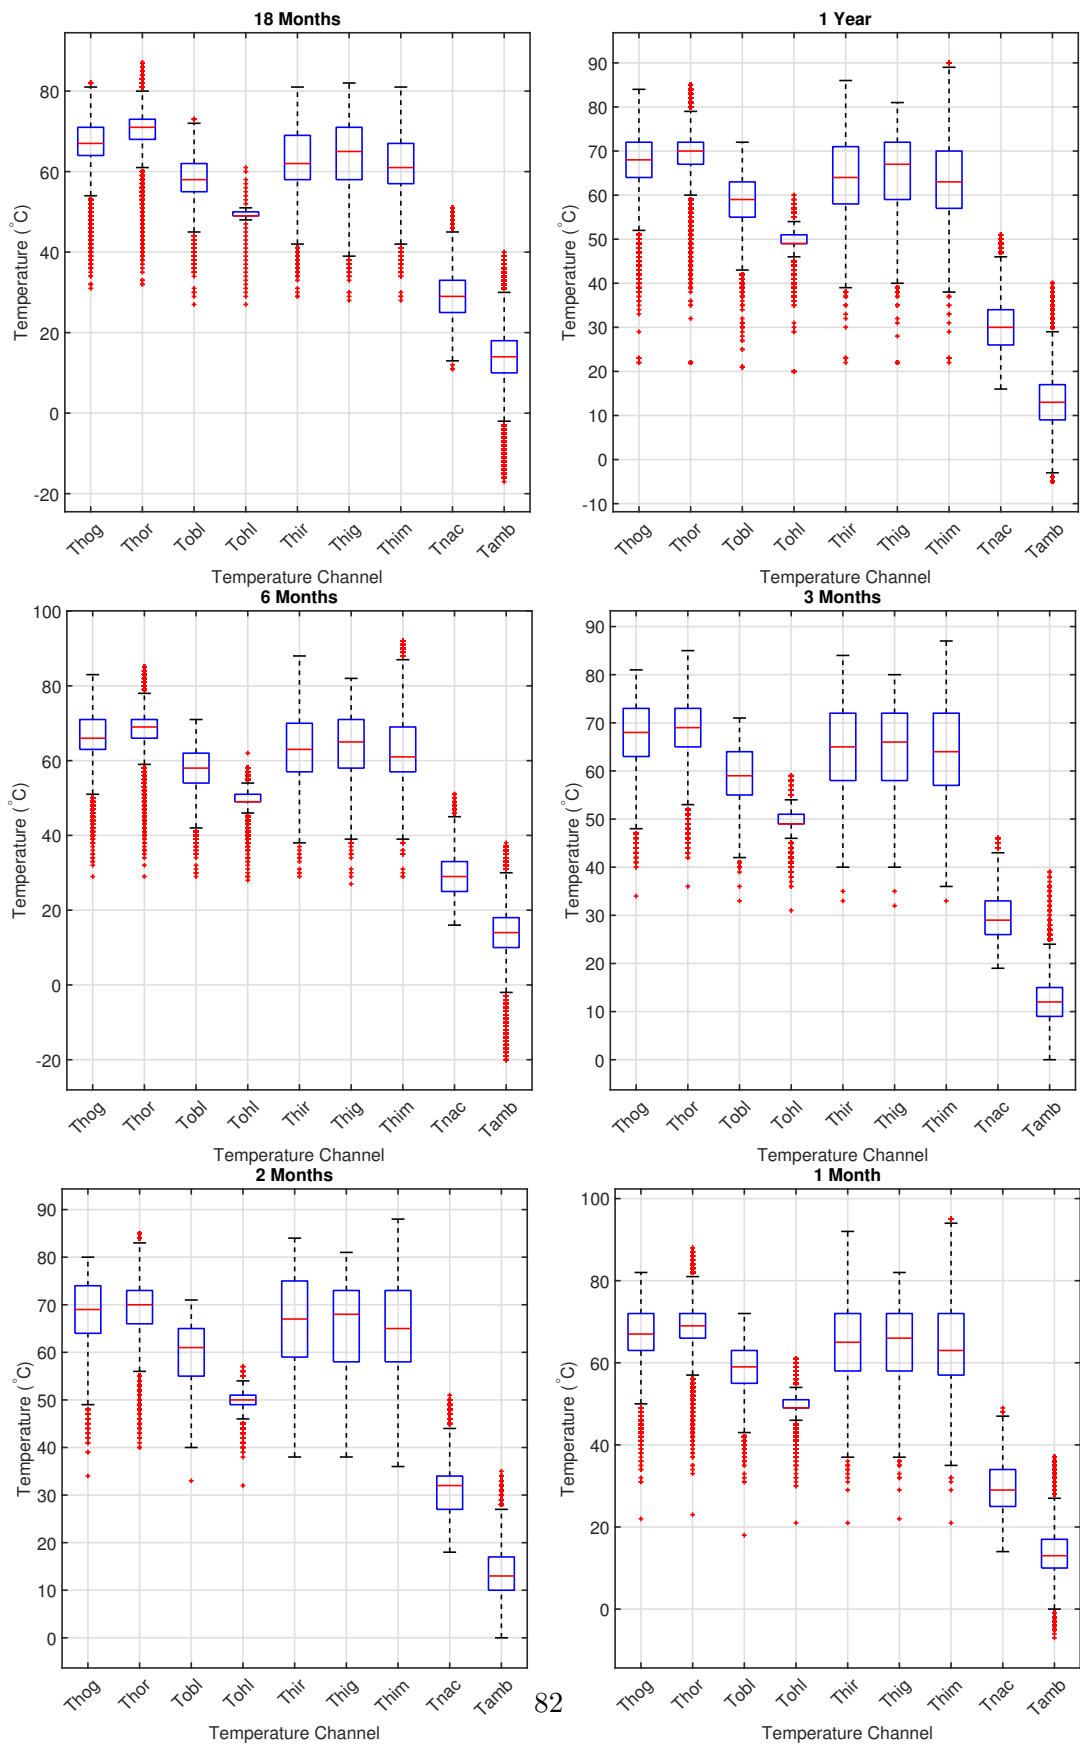 18 Months
80
60
40
20
0
-20
Temperature (°C)
Thog Thor Tobl Tohl Thir Thig Thim Tnac Tamb
Temperature Channel
1 Year
90
80
70
60
50
40
30
20
10
0
-10
Temperature (°C)
Thog Thor Tobl Tohl Thir Thig Thim Tnac Tamb
Temperature Channel
6 Months
100
80
60
40
20
0
-20
Temperature (°C)
Thog Thor Tobl Tohl Thir Thig Thim Tnac Tamb
Temperature Channel
3 Months
90
80
70
60
50
40
30
20
10
0
Temperature (°C)
Thog Thor Tobl Tohl Thir Thig Thim Tnac Tamb
Temperature Channel
2 Months
90
80
70
60
50
40
30
20
10
0
Temperature (°C)
Thog Thor Tobl Tohl Thir Thig Thim Tnac Tamb
Temperature Channel
1 Month
100
80
60
40
20
0
Temperature (°C)
Thog Thor Tobl Tohl Thir Thig Thim Tnac Tamb
Temperature Channel
82